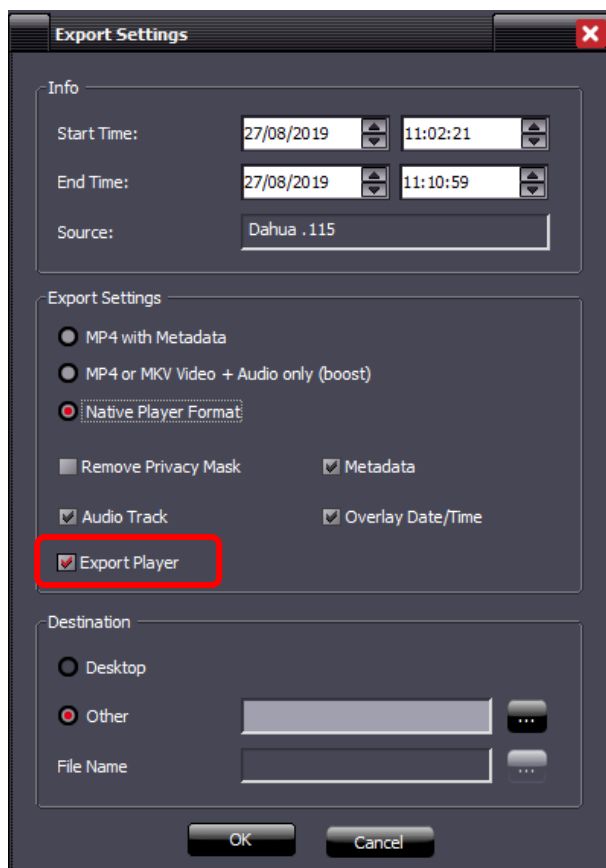 Export Settings
Info
Start Time: 27/08/2019 11:02:21
End Time: 27/08/2019 11:10:59
Source: Dahua .115
Export Settings
MP4 with Metadata
MP4 or MKV Video + Audio only (boost)
Native Player Format
Remove Privacy Mask Metadata
Audio Track Overlay Date/Time
Export Player
Destination
Desktop
Other ...
File Name ...
OK Cancel